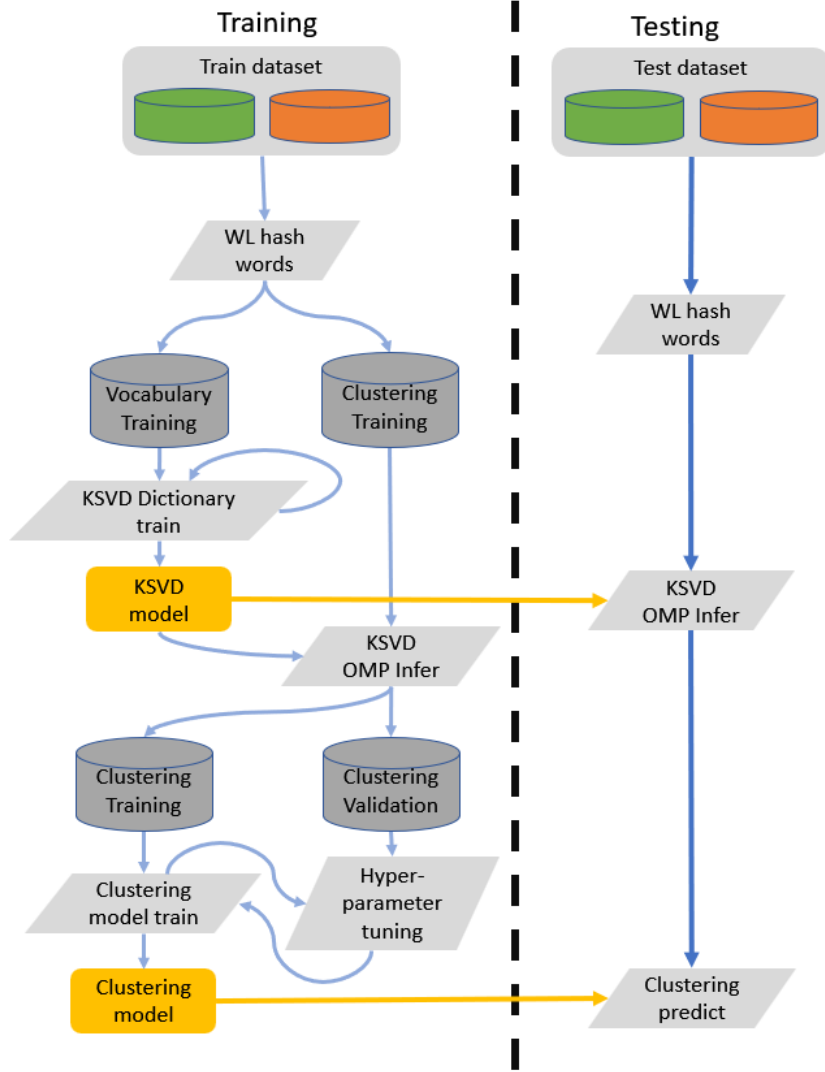 Training
Train dataset
WL hash
words
Vocabulary
Training
Clustering
Training
KSVD Dictionary
train
KSVD
model
KSVD
OMP Infer
Clustering
Training
Clustering
Validation
Clustering
model train
Hyper-
parameter
tuning
Clustering
model
Testing
Test dataset
WL hash
words
KSVD
OMP Infer
Clustering
predict